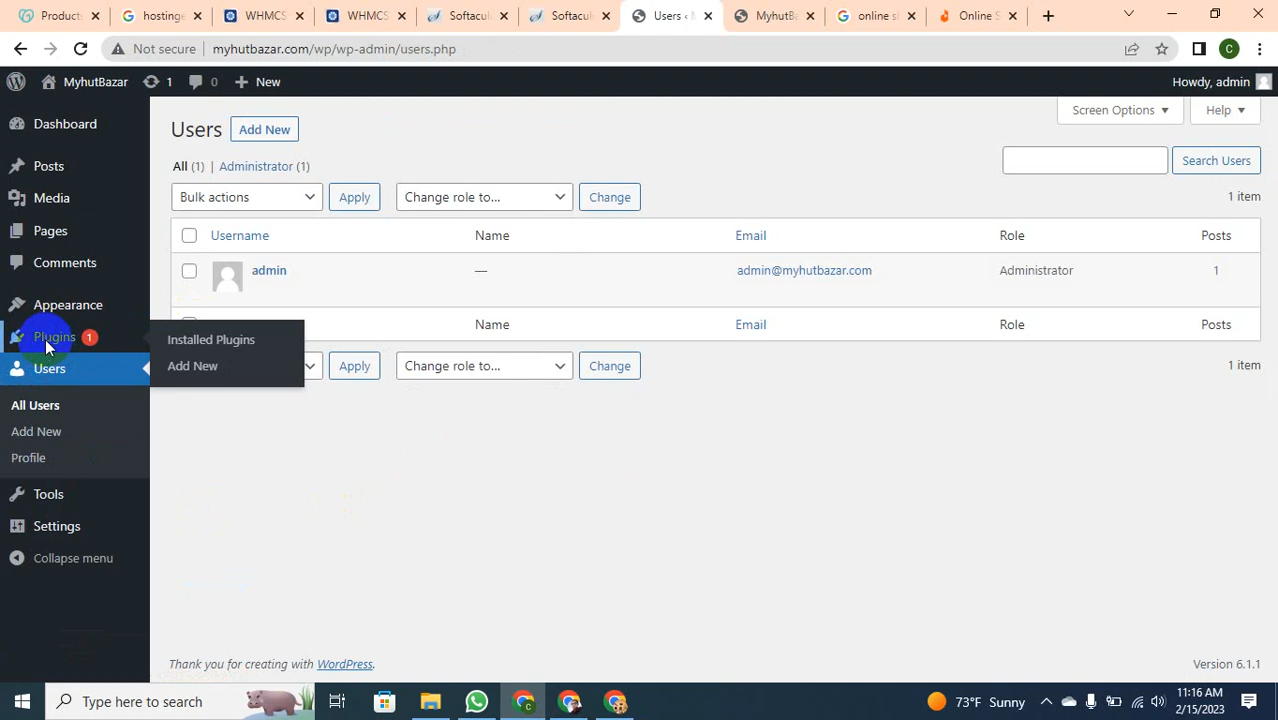 Product:
hostinge
WHMCS
WHMCS
Softacul
Softacul
Users ‹ M
MyhutBa
online sl
Online S
Not secure
myhutbazar.com/wp/wp-admin/users.php
C
MyhutBazar
1
0
New
Howdy, admin
Dashboard
Posts
Media
Pages
Comments
Appearance
Plugins 1
Installed Plugins
Add New
Users
All Users
Add New
Profile
Tools
Settings
Collapse menu
Screen Options
Help
Users
Add New
All (1) | Administrator (1)
Search Users
Bulk actions
Apply
Change role to...
Change
1 item
Username
Name
Email
Role
Posts
admin
—
admin@myhutbazar.com
Administrator
1
Name
Email
Role
Posts
Apply
Change role to...
Change
1 item
Thank you for creating with WordPress.
Version 6.1.1
Type here to search
C
73°F Sunny
11:16 AM
2/15/2023